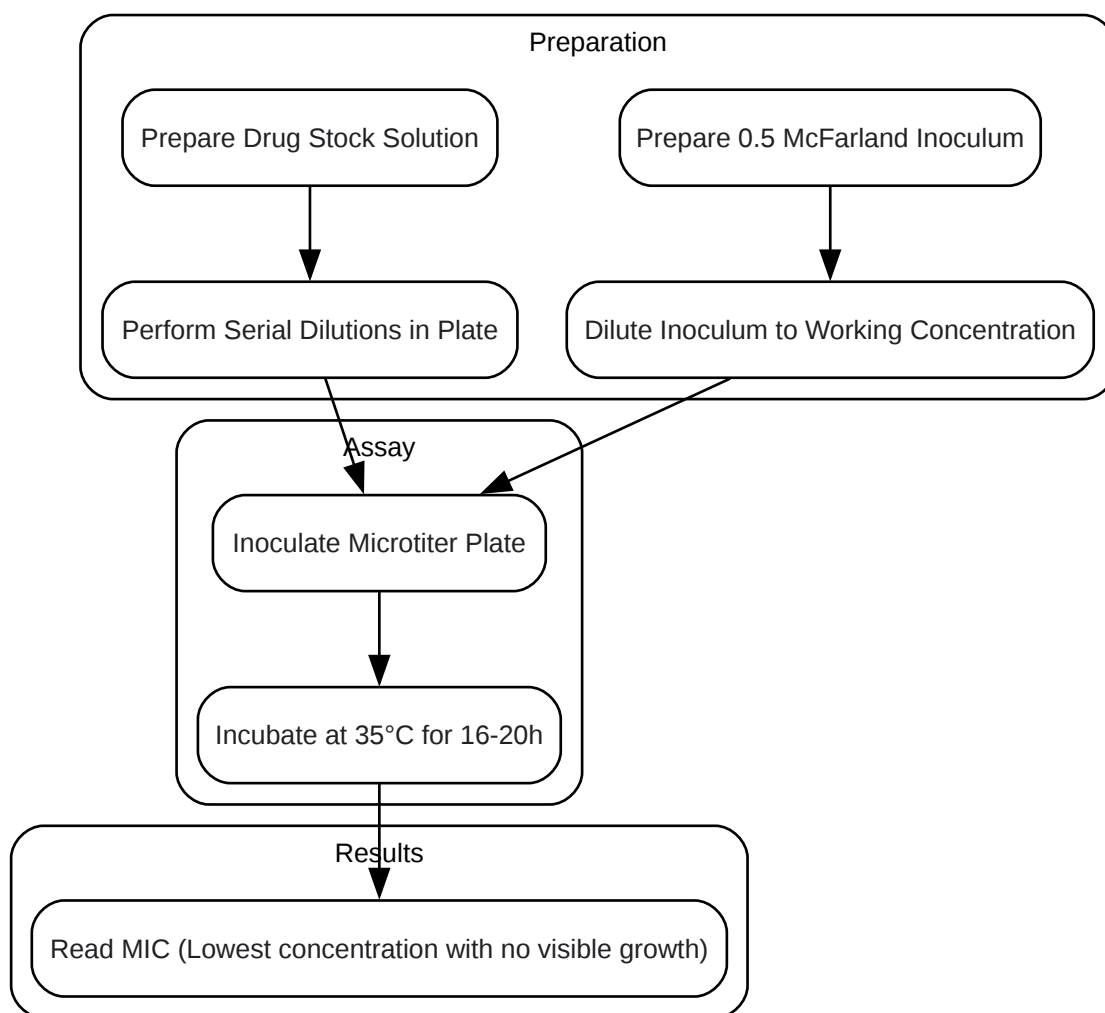 Preparation
Prepare Drug Stock Solution
Prepare 0.5 McFarland Inoculum
Perform Serial Dilutions in Plate
Dilute Inoculum to Working Concentration
Assay
Inoculate Microtiter Plate
Incubate at 35°C for 16-20h
Results
Read MIC (Lowest concentration with no visible growth)